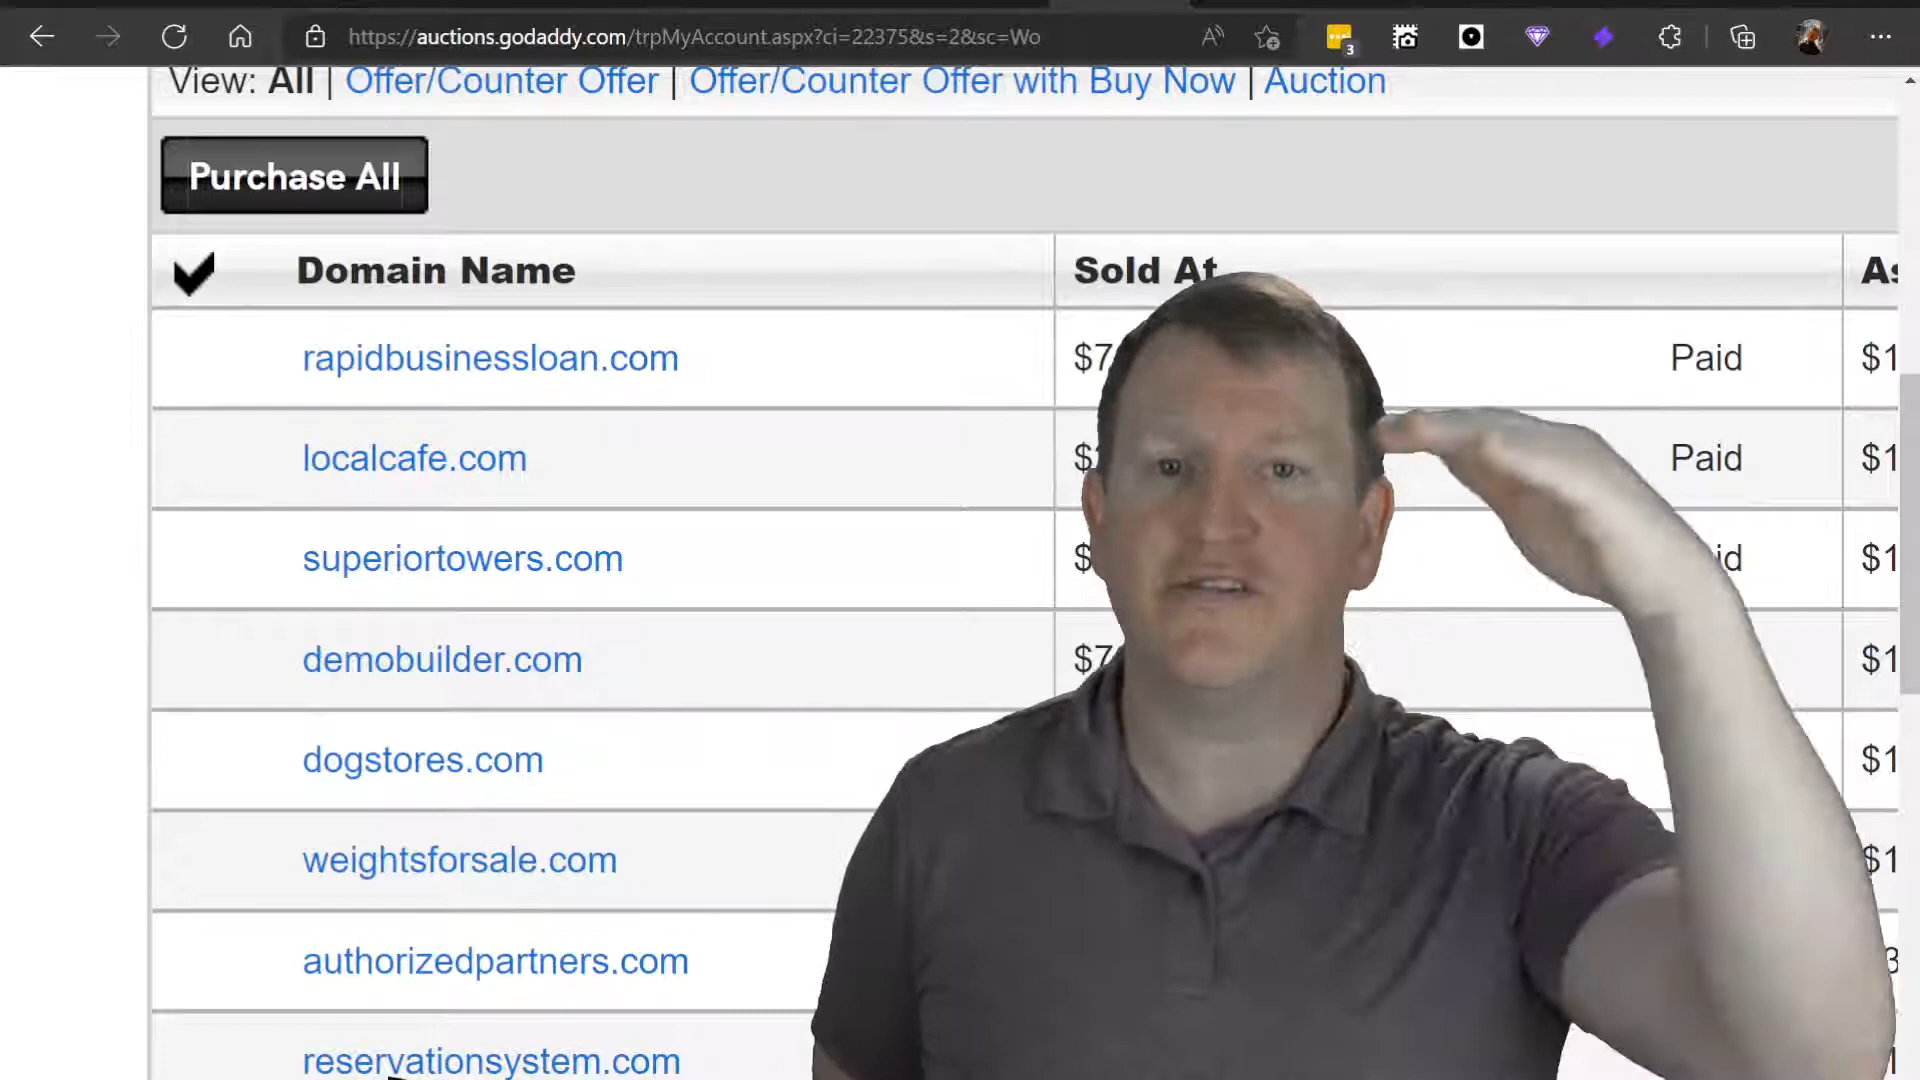 https://auctions.godaddy.com/trpMyAccount.aspx?ci=22375&s=2&sc=Wo
3
View: All | Offer/Counter Offer | Offer/Counter Offer with Buy Now | Auction
Purchase All
Domain Name Sold At
rapidbusinessloan.com Paid
localcafe.com Paid
superiortowers.com
demobuilder.com
dogstores.com
weightsforsale.com
authorizedpartners.com
reservationsystem.com